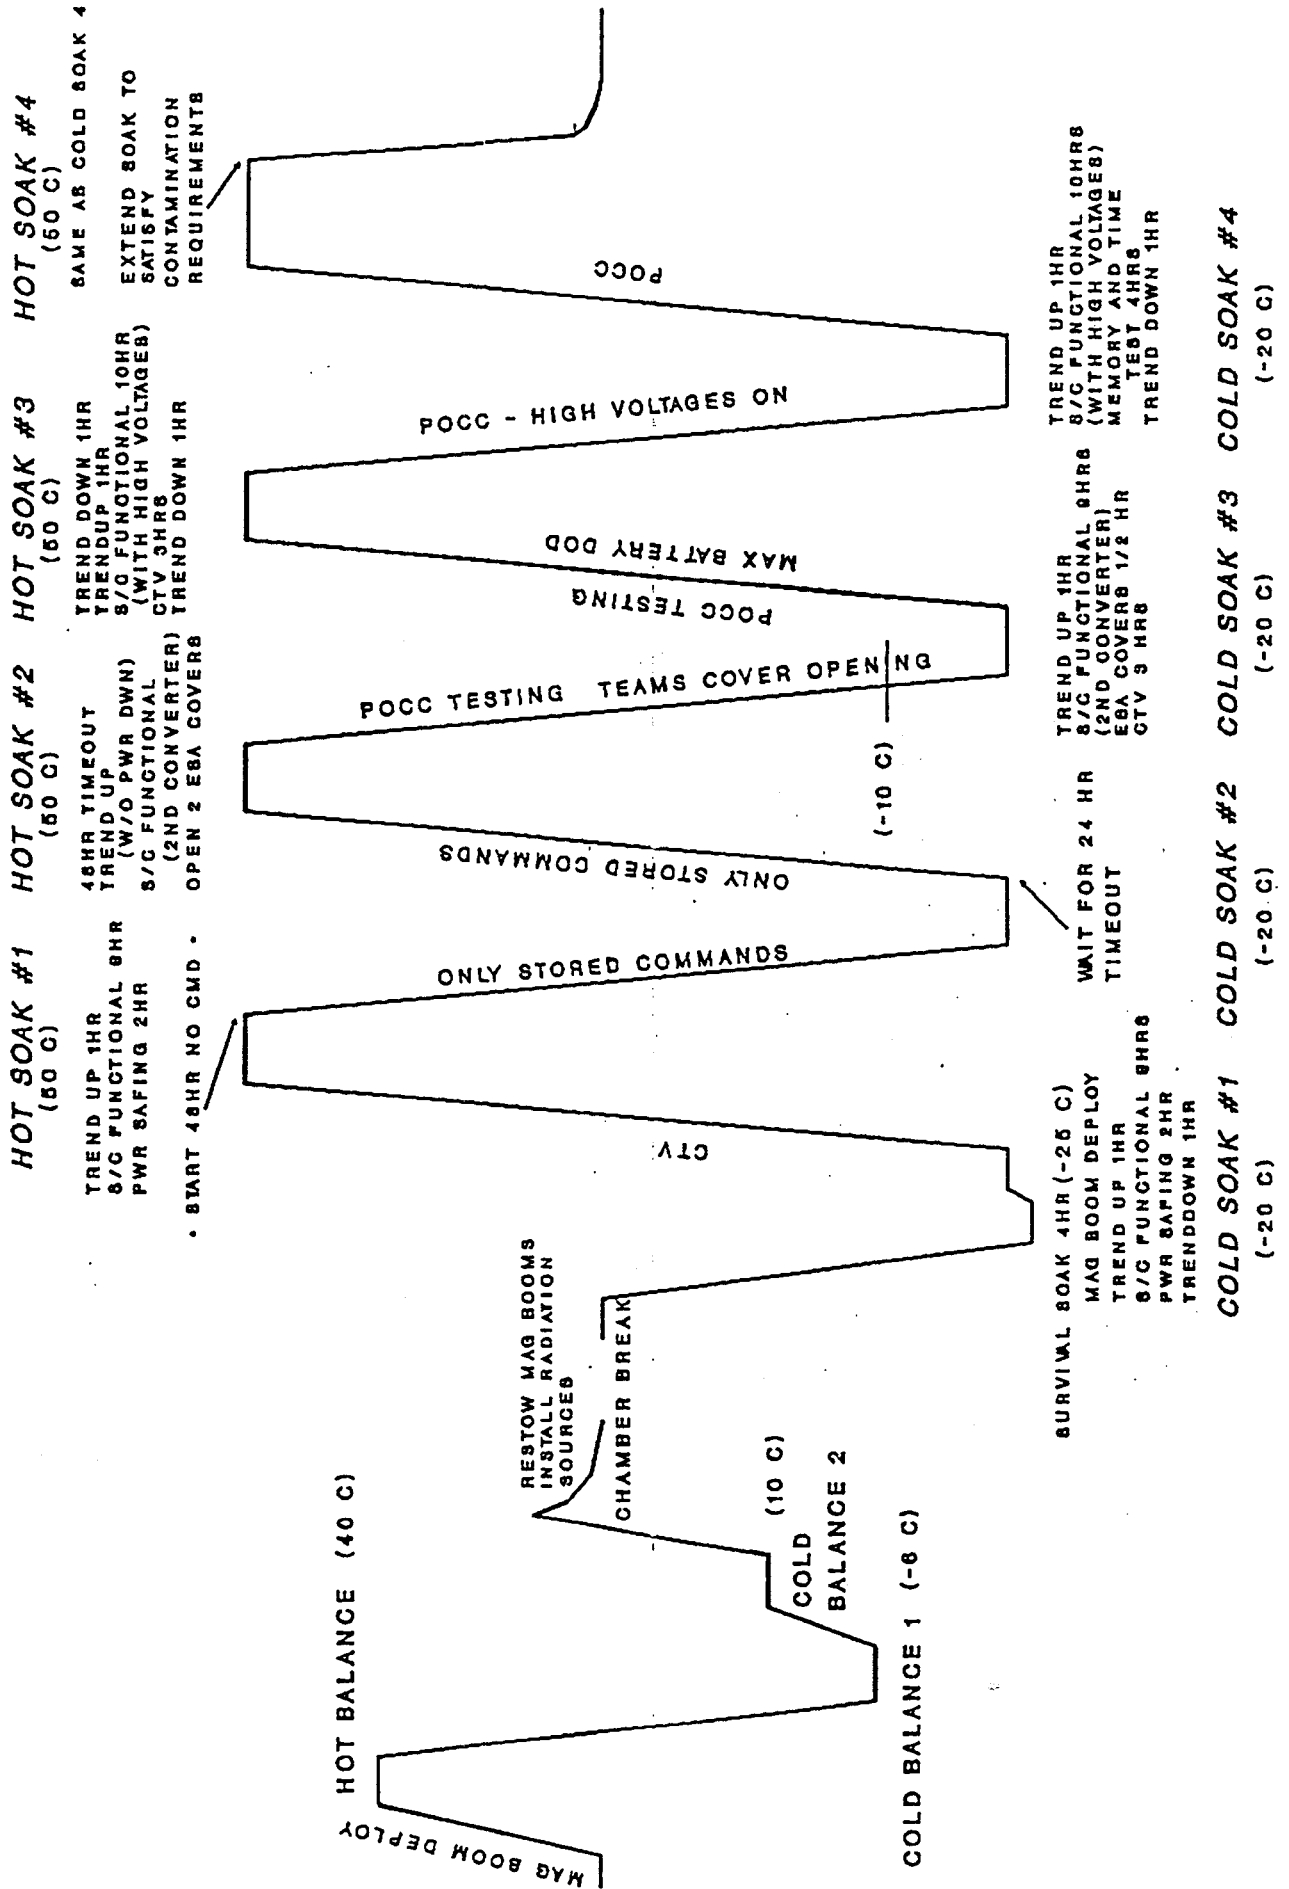 HOT SOAK #1
(50 C)
TREND UP 1HR
S/C FUNCTIONAL 9HR
PWR SAFING 2HR
• START 48HR NO CMD •
HOT SOAK #2
(50 C)
48HR TIMEOUT
TREND UP
(W/O PWR DWN)
S/C FUNCTIONAL
(2ND CONVERTER)
OPEN 2 EBA COVERS
HOT SOAK #3
(50 C)
TREND DOWN 1HR
TRENDUP 1HR
S/C FUNCTIONAL 10HR
(WITH HIGH VOLTAGES)
CTV 3HRS
TREND DOWN 1HR
HOT SOAK #4
(50 C)
SAME AS COLD SOAK 4
EXTEND SOAK TO
SATISFY
CONTAMINATION
REQUIREMENTS
MAG BOOM DEPLOY
HOT BALANCE (40 C)
COLD BALANCE 1 (-6 C)
(10 C)
COLD
BALANCE 2
RESTOW MAG BOOMS
INSTALL RADIATION
SOURCES
CHAMBER BREAK
CTV
ONLY STORED COMMANDS
ONLY STORED COMMANDS
POCC TESTING TEAMS COVER OPENING
(-10 C)
POCC TESTING
MAX BATTERY DOD
POCC - HIGH VOLTAGES ON
POCC
SURVIVAL SOAK 4HR (-25 C)
MAG BOOM DEPLOY
TREND UP 1HR
S/C FUNCTIONAL 9HRS
PWR SAFING 2HR
TRENDDOWN 1HR
COLD SOAK #1
(-20 C)
WAIT FOR 24 HR
TIMEOUT
COLD SOAK #2
(-20 C)
TREND UP 1HR
S/C FUNCTIONAL 9HRS
(2ND CONVERTER)
EBA COVERS 1/2 HR
CTV 3 HRS
COLD SOAK #3
(-20 C)
TREND UP 1HR
S/C FUNCTIONAL 10HRS
(WITH HIGH VOLTAGES)
MEMORY AND TIME
TEST 4HRS
TREND DOWN 1HR
COLD SOAK #4
(-20 C)